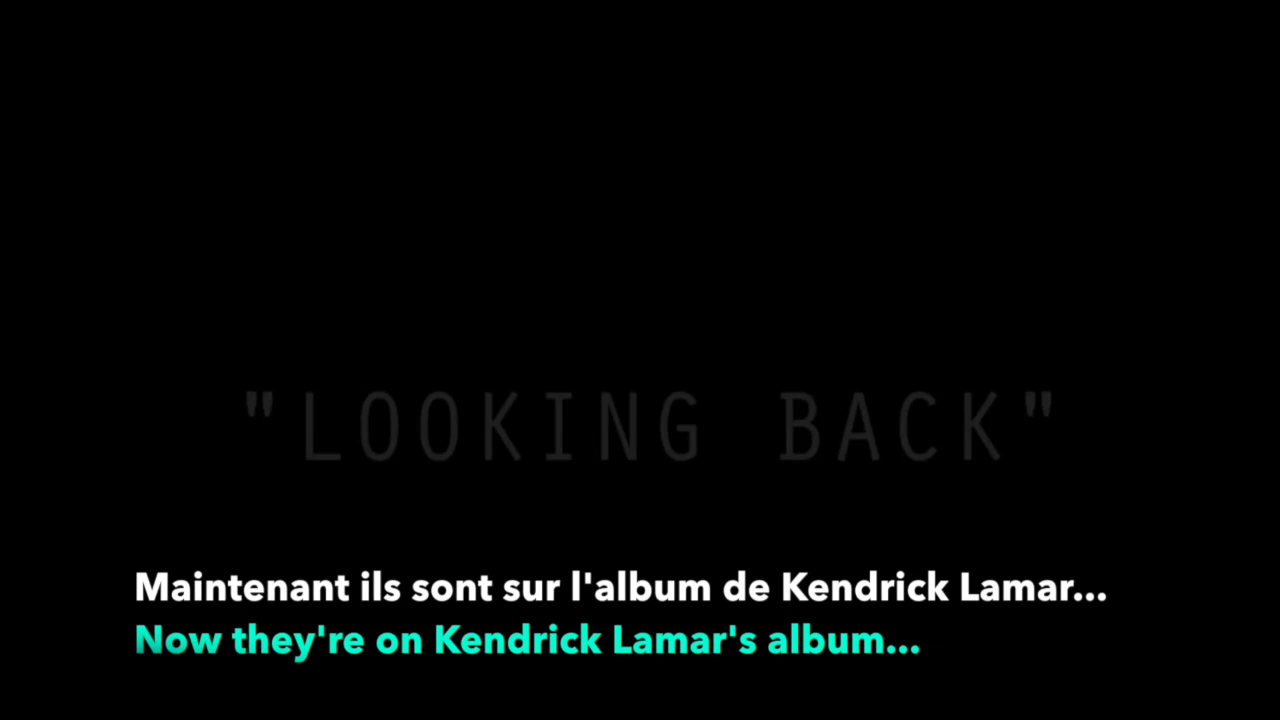 "LOOKING BACK"
Maintenant ils sont sur l'album de Kendrick Lamar...
Now they're on Kendrick Lamar's album...